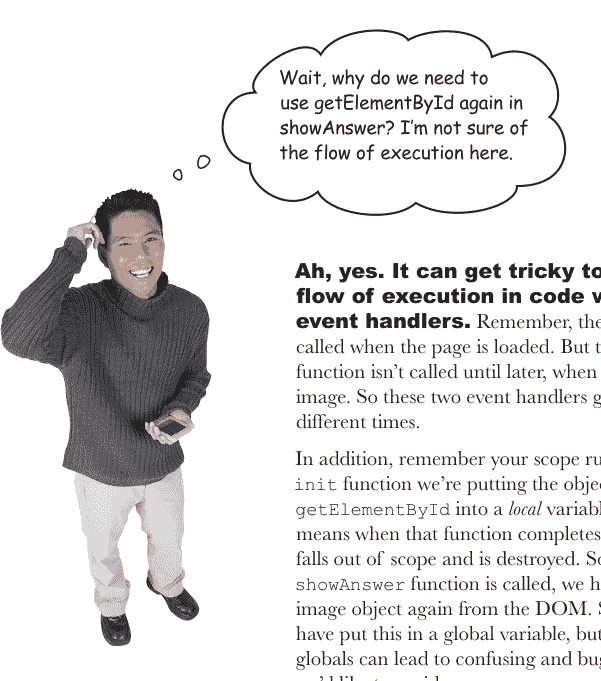 Wait, why do we need to
use getElementById again in
showAnswer? I'm not sure of
the flow of execution here.
Ah, yes. It can get tricky to
flow of execution in code
event handlers. Remember, the
called when the page is loaded. But
function isn't called until later, when
image. So these two event handlers
different times.
In addition, remember your scope
init function we're putting the
getElementById into a local
means when that function completes
falls out of scope and is destroyed.
showAnswer function is called, we
image object again from the DOM.
have put this in a global variable, but
globals can lead to confusing and